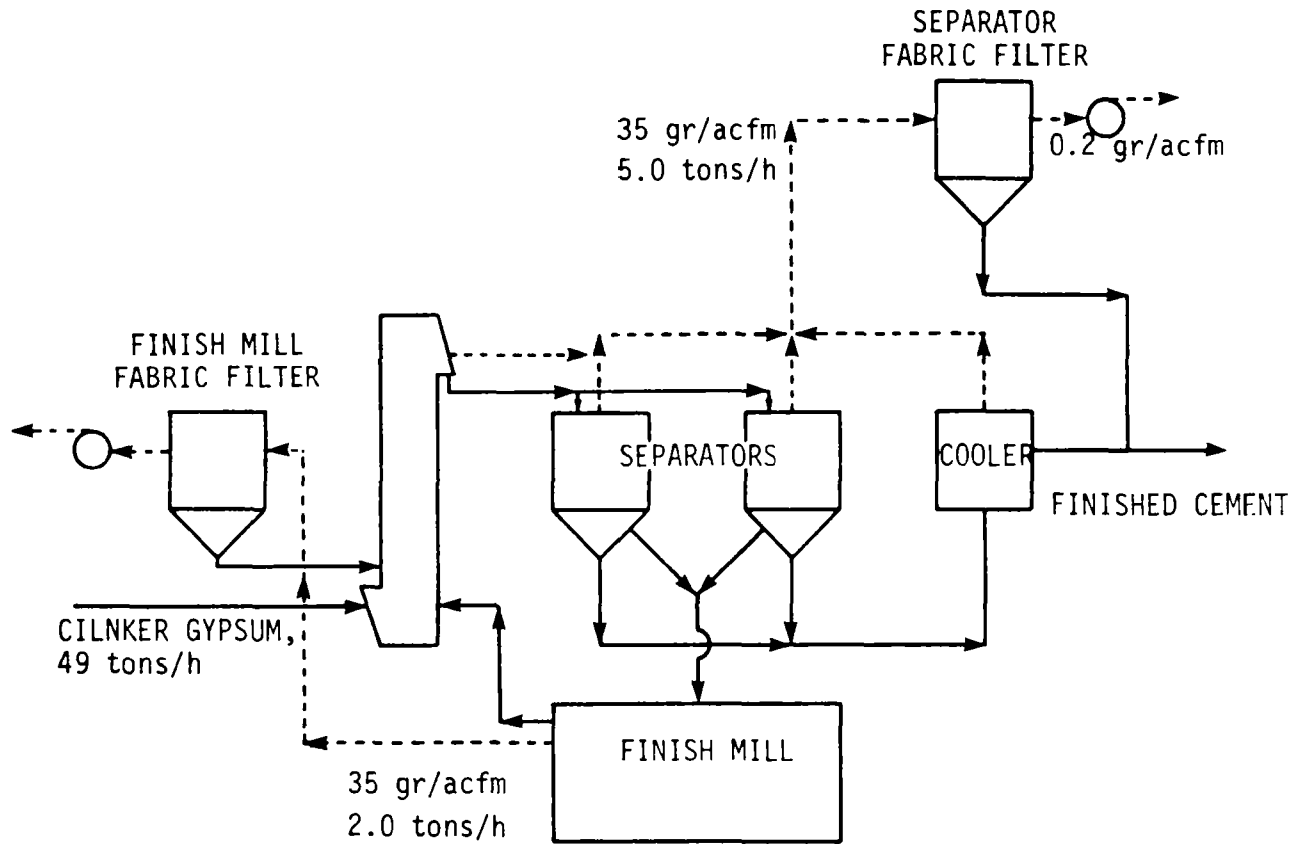 SEPARATOR
FABRIC FILTER
35 gr/acfm
5.0 tons/h
0.2 gr/acfm
FINISH MILL
FABRIC FILTER
SEPARATORS
COOLER
FINISHED CEMENT
CILNKER GYPSUM,
49 tons/h
FINISH MILL
35 gr/acfm
2.0 tons/h